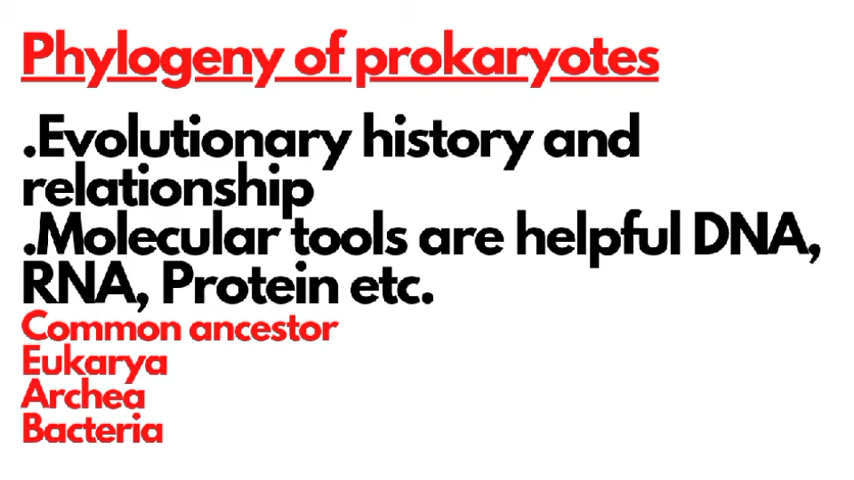 Phylogeny of prokaryotes
.Evolutionary history and
relationship
.Molecular tools are helpful DNA,
RNA, Protein etc.
Common ancestor
Eukarya
Archea
Bacteria